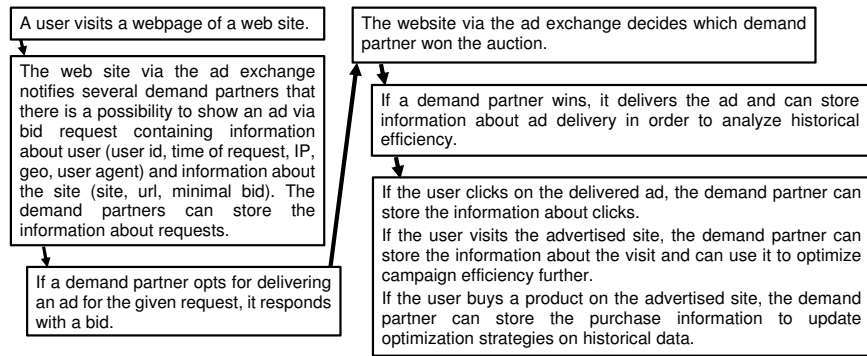 A user visits a webpage of a web site.
The web site via the ad exchange
notifies several demand partners that
there is a possibility to show an ad via
bid request containing information
about user (user id, time of request, IP,
geo, user agent) and information about
the site (site, url, minimal bid). The
demand partners can store the
information about requests.
If a demand partner opts for delivering
an ad for the given request, it responds
with a bid.
The website via the ad exchange decides which demand
partner won the auction.
If a demand partner wins, it delivers the ad and can store
information about ad delivery in order to analyze historical
efficiency.
If the user clicks on the delivered ad, the demand partner can
store the information about clicks.
If the user visits the advertised site, the demand partner can
store the information about the visit and can use it to optimize
campaign efficiency further.
If the user buys a product on the advertised site, the demand
partner can store the purchase information to update
optimization strategies on historical data.